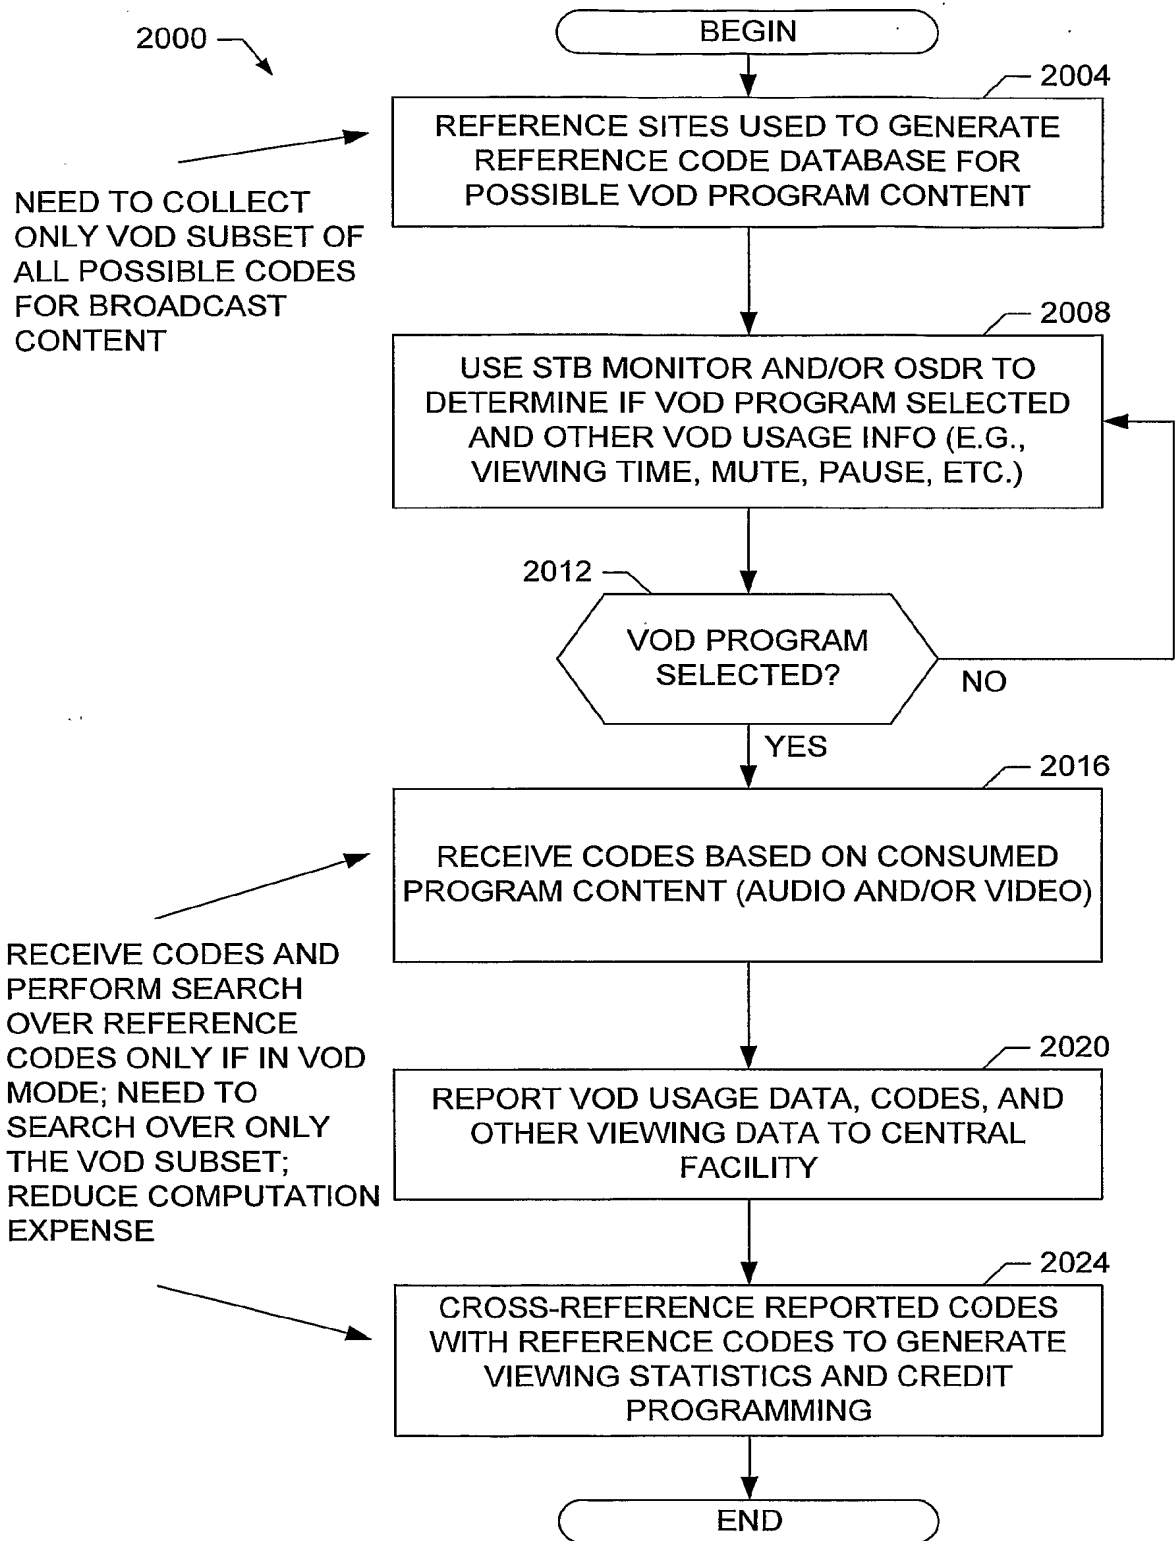 2000
BEGIN
2004
REFERENCE SITES USED TO GENERATE
REFERENCE CODE DATABASE FOR
POSSIBLE VOD PROGRAM CONTENT
NEED TO COLLECT
ONLY VOD SUBSET OF
ALL POSSIBLE CODES
FOR BROADCAST
CONTENT
2008
USE STB MONITOR AND/OR OSDR TO
DETERMINE IF VOD PROGRAM SELECTED
AND OTHER VOD USAGE INFO (E.G.,
VIEWING TIME, MUTE, PAUSE, ETC.)
2012
VOD PROGRAM
SELECTED?
NO
YES
2016
RECEIVE CODES BASED ON CONSUMED
PROGRAM CONTENT (AUDIO AND/OR VIDEO)
RECEIVE CODES AND
PERFORM SEARCH
OVER REFERENCE
CODES ONLY IF IN VOD
MODE; NEED TO
SEARCH OVER ONLY
THE VOD SUBSET;
REDUCE COMPUTATION
EXPENSE
2020
REPORT VOD USAGE DATA, CODES, AND
OTHER VIEWING DATA TO CENTRAL
FACILITY
2024
CROSS-REFERENCE REPORTED CODES
WITH REFERENCE CODES TO GENERATE
VIEWING STATISTICS AND CREDIT
PROGRAMMING
END